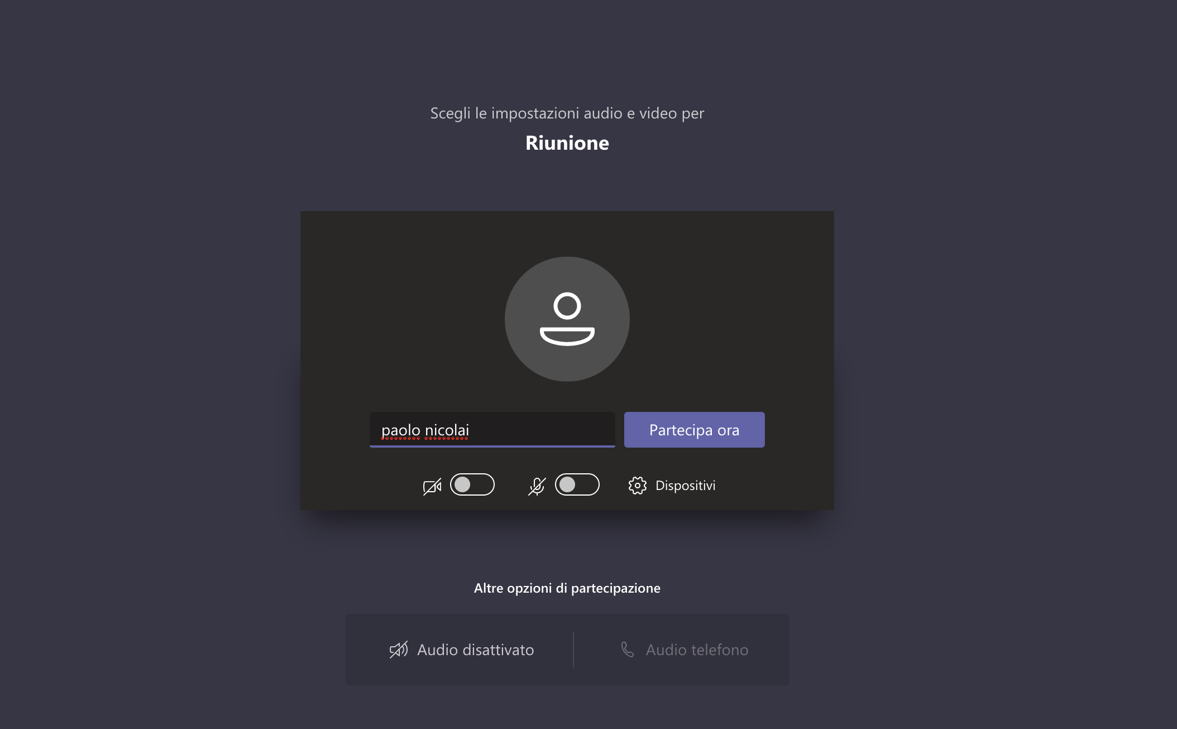 Scegli le impostazioni audio e video per
Riunione
paolo nicolai
Partecipa ora
Dispositivi
Altre opzioni di partecipazione
Audio disattivato
Audio telefono